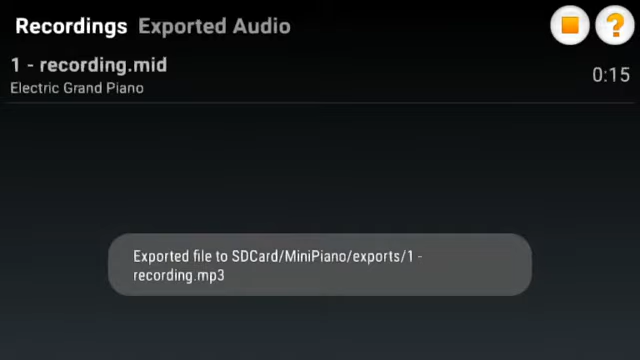 Recordings Exported Audio
?
1 - recording.mid
0:15
Electric Grand Piano
Exported file to SDCard/MiniPiano/exports/1 -
recording.mp3